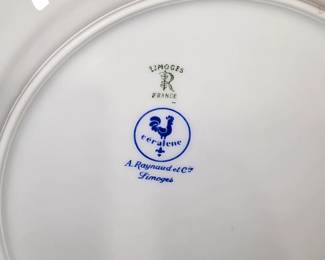 LIMOGES
R
FRANCE
ceralene
A. Raynaud et Cie
Limoges